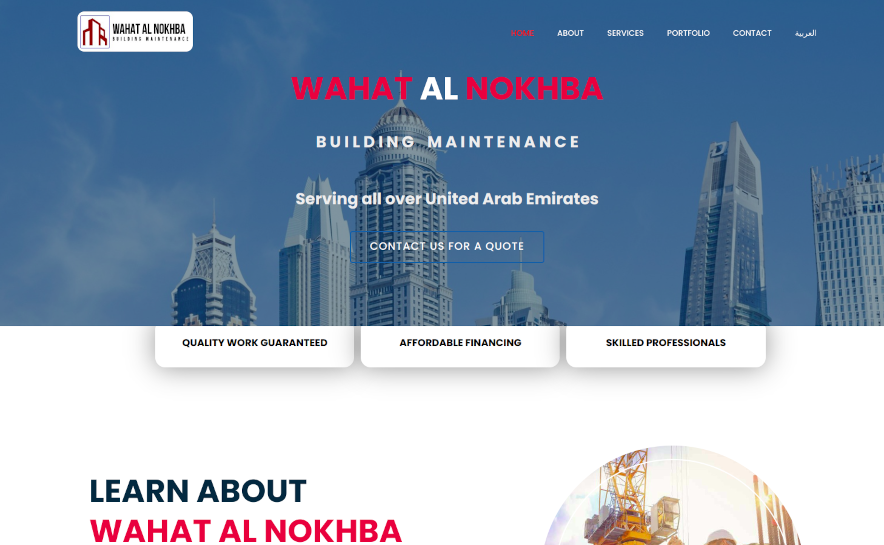 WAHAT AL NOKHBA
BUILDING MAINTENANCE
HOME
ABOUT
SERVICES
PORTFOLIO
CONTACT
العربية
WAHAT AL NOKHBA
BUILDING MAINTENANCE
Serving all over United Arab Emirates
CONTACT US FOR A QUOTE
QUALITY WORK GUARANTEED
AFFORDABLE FINANCING
SKILLED PROFESSIONALS
LEARN ABOUT
WAHAT AL NOKHBA